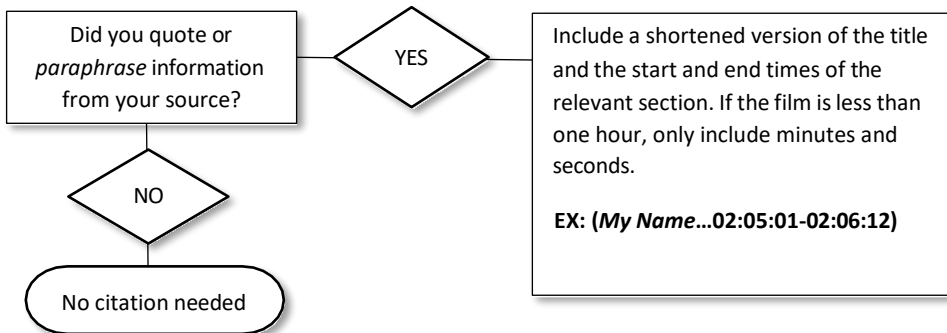 Did you quote or
paraphrase information
from your source?
YES
Include a shortened version of the title
and the start and end times of the
relevant section. If the film is less than
one hour, only include minutes and
seconds.
EX: (My Name…02:05:01-02:06:12)
NO
No citation needed